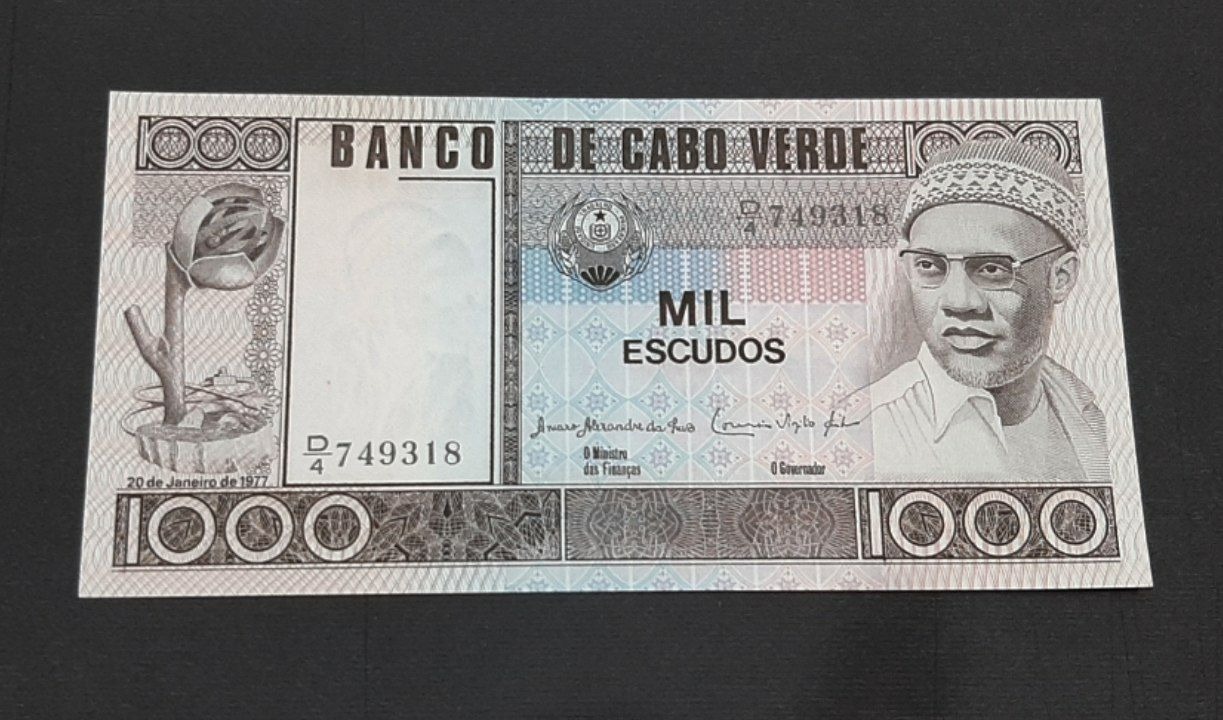 1000
BANCO DE CABO VERDE
1000
D/4 749318
MIL
ESCUDOS
O Ministro
das Finanças
O Governador
D/4 749318
20 de Janeiro de 1977
1000
1000